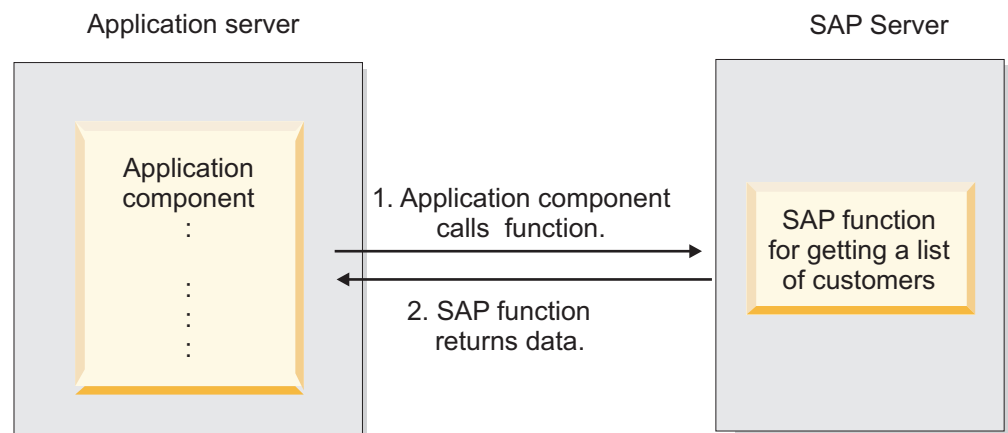 Application server
SAP Server
Application
component
:
:
:
:
1. Application component
calls function.
2. SAP function
returns data.
SAP function
for getting a list
of customers